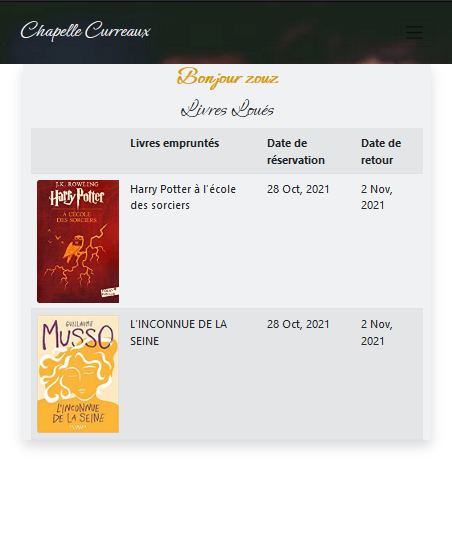 Chapelle Curreaux
Bonjour zouz
Livres Loués
Livres empruntés
Date de réservation
Date de retour
J.K. ROWLING
Harry Potter
A L'ÉCOLE
DES SORCIERS
Harry Potter à l'école
des sorciers
28 Oct, 2021
2 Nov,
2021
GUILLAUME
MUSSO
L'INCONNUE
DE LA SEINE
L'INCONNUE DE LA
SEINE
28 Oct, 2021
2 Nov,
2021